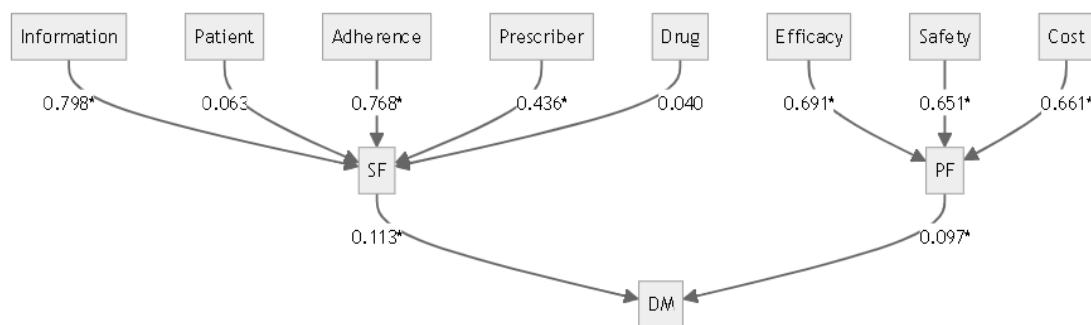 Information Patient Adherence Prescriber Drug Efficacy Safety Cost
0.798* 0.063 0.768* 0.436* 0.040 0.691* 0.651* 0.661*
SF PF
0.113* 0.097*
DM